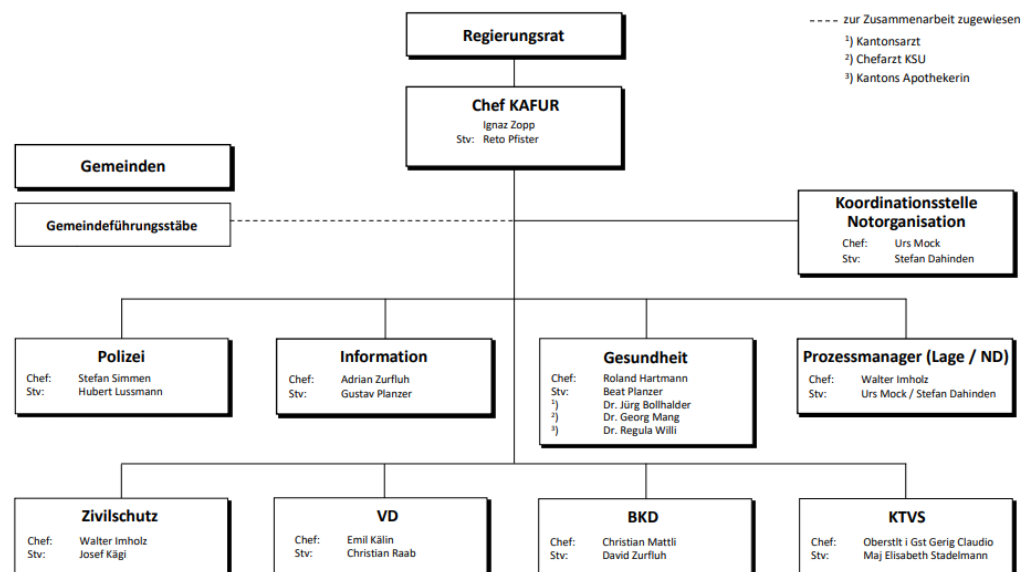 Regierungsrat
---- zur Zusammenarbeit zugewiesen
¹) Kantonsarzt
²) Chefarzt KSU
³) Kantons Apothekerin
Chef KAFUR
Ignaz Zopp
Stv: Reto Pfister
Gemeinden
Gemeindeführungsstäbe
Koordinationsstelle
Notorganisation
Chef: Urs Mock
Stv: Stefan Dahinden
Polizei
Chef: Stefan Simmen
Stv: Hubert Lussmann
Information
Chef: Adrian Zurfluh
Stv: Gustav Planzer
Gesundheit
Chef: Roland Hartmann
Stv: Beat Planzer
¹) Dr. Jürg Bollhalder
²) Dr. Georg Mang
³) Dr. Regula Willi
Prozessmanager (Lage / ND)
Chef: Walter Imholz
Stv: Urs Mock / Stefan Dahinden
Zivilschutz
Chef: Walter Imholz
Stv: Josef Kägi
VD
Chef: Emil Kälin
Stv: Christian Raab
BKD
Chef: Christian Mattli
Stv: David Zurfluh
KTVS
Chef: Oberstlt i Gst Gerig Claudio
Stv: Maj Elisabeth Stadelmann